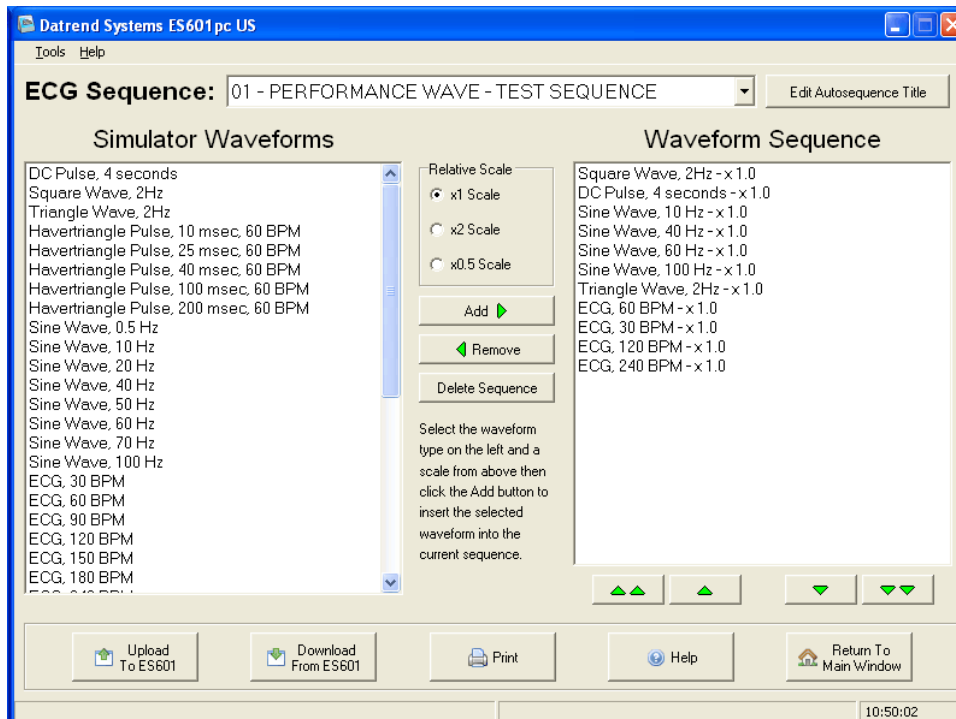 Datrend Systems ES601pc US
Tools Help
ECG Sequence: 01 - PERFORMANCE WAVE - TEST SEQUENCE Edit Autosequence Title
Simulator Waveforms
DC Pulse, 4 seconds
Square Wave, 2Hz
Triangle Wave, 2Hz
Havertriangle Pulse, 10 msec, 60 BPM
Havertriangle Pulse, 25 msec, 60 BPM
Havertriangle Pulse, 40 msec, 60 BPM
Havertriangle Pulse, 100 msec, 60 BPM
Havertriangle Pulse, 200 msec, 60 BPM
Sine Wave, 0.5 Hz
Sine Wave, 10 Hz
Sine Wave, 20 Hz
Sine Wave, 40 Hz
Sine Wave, 50 Hz
Sine Wave, 60 Hz
Sine Wave, 70 Hz
Sine Wave, 100 Hz
ECG, 30 BPM
ECG, 60 BPM
ECG, 90 BPM
ECG, 120 BPM
ECG, 150 BPM
ECG, 180 BPM
Relative Scale
x1 Scale
x2 Scale
x0.5 Scale
Add
Remove
Delete Sequence
Select the waveform
type on the left and a
scale from above then
click the Add button to
insert the selected
waveform into the
current sequence.
Waveform Sequence
Square Wave, 2Hz - x 1.0
DC Pulse, 4 seconds - x 1.0
Sine Wave, 10 Hz - x 1.0
Sine Wave, 40 Hz - x 1.0
Sine Wave, 60 Hz - x 1.0
Sine Wave, 100 Hz - x 1.0
Triangle Wave, 2Hz - x 1.0
ECG, 60 BPM - x 1.0
ECG, 30 BPM - x 1.0
ECG, 120 BPM - x 1.0
ECG, 240 BPM - x 1.0
Upload
To ES601
Download
From ES601
Print
Help
Return To
Main Window
10:50:02